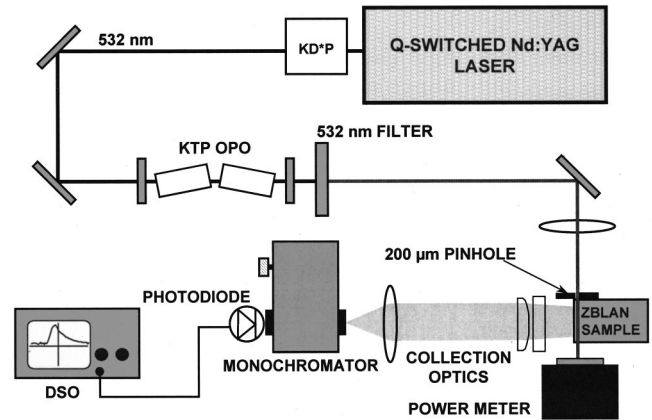 532 nm
KD*P
Q-SWITCHED Nd:YAG
LASER
532 nm FILTER
KTP OPO
200 µm PINHOLE
PHOTODIODE
ZBLAN
SAMPLE
MONOCHROMATOR
COLLECTION
OPTICS
DSO
POWER METER